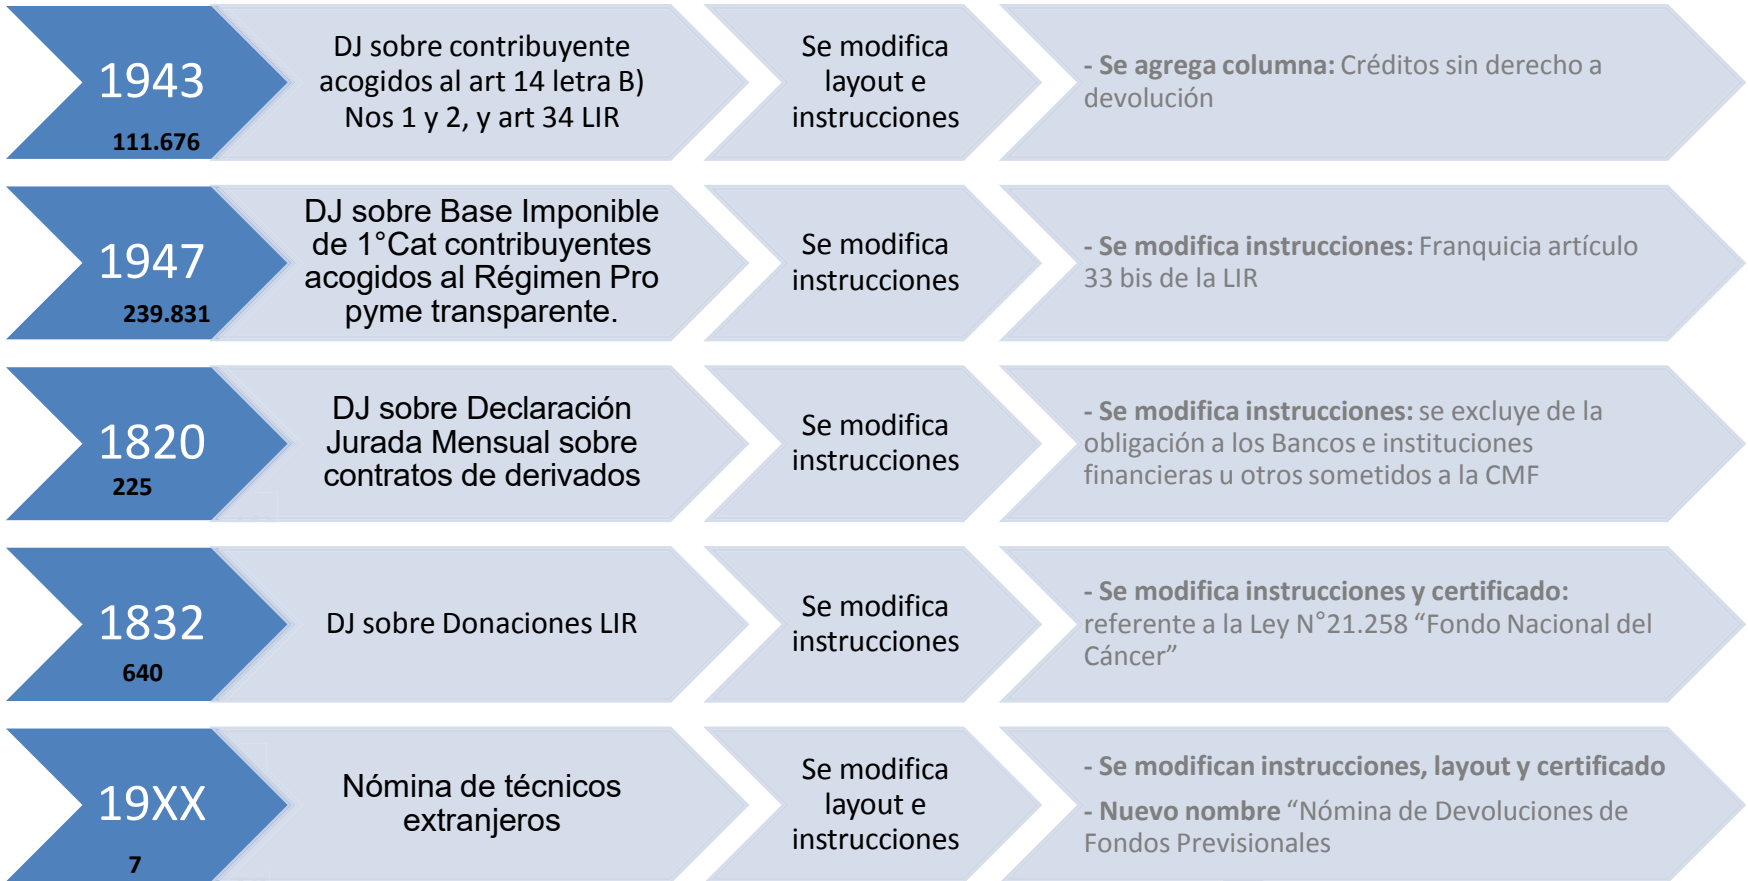 1943
111.676
DJ sobre contribuyente
acogidos al art 14 letra B)
Nos 1 y 2, y art 34 LIR
Se modifica
layout e
instrucciones
- Se agrega columna: Créditos sin derecho a
devolución
1947
239.831
DJ sobre Base Imponible
de 1°Cat contribuyentes
acogidos al Régimen Pro
pyme transparente.
Se modifica
instrucciones
- Se modifica instrucciones: Franquicia artículo
33 bis de la LIR
1820
225
DJ sobre Declaración
Jurada Mensual sobre
contratos de derivados
Se modifica
instrucciones
- Se modifica instrucciones: se excluye de la
obligación a los Bancos e instituciones
financieras u otros sometidos a la CMF
1832
640
DJ sobre Donaciones LIR
Se modifica
instrucciones
- Se modifica instrucciones y certificado:
referente a la Ley N°21.258 “Fondo Nacional del
Cáncer”
19XX
7
Nómina de técnicos
extranjeros
Se modifica
layout e
instrucciones
- Se modifican instrucciones, layout y certificado
- Nuevo nombre “Nómina de Devoluciones de
Fondos Previsionales